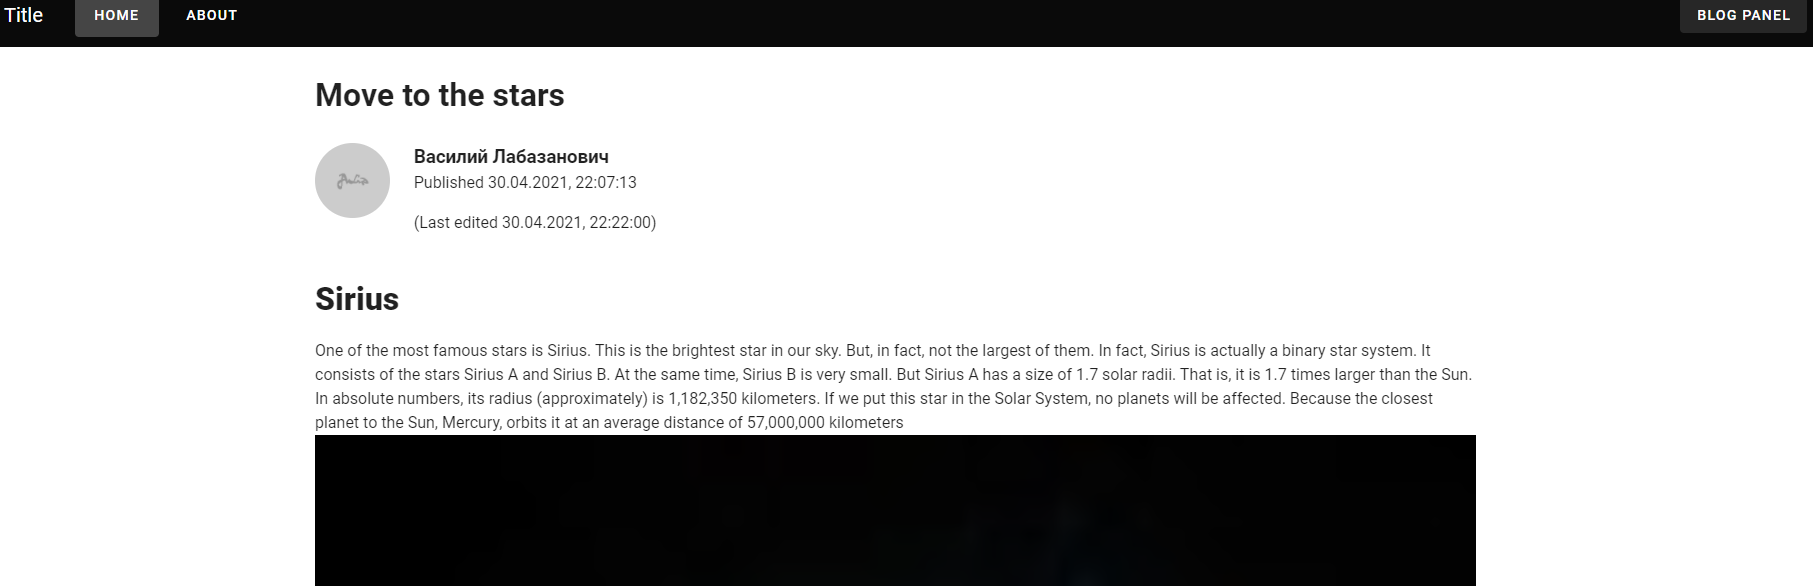 Title HOME ABOUT BLOG PANEL
Move to the stars
Василий Лабазанович
Published 30.04.2021, 22:07:13
(Last edited 30.04.2021, 22:22:00)
Sirius
One of the most famous stars is Sirius. This is the brightest star in our sky. But, in fact, not the largest of them. In fact, Sirius is actually a binary star system. It
consists of the stars Sirius A and Sirius B. At the same time, Sirius B is very small. But Sirius A has a size of 1.7 solar radii. That is, it is 1.7 times larger than the Sun.
In absolute numbers, its radius (approximately) is 1,182,350 kilometers. If we put this star in the Solar System, no planets will be affected. Because the closest
planet to the Sun, Mercury, orbits it at an average distance of 57,000,000 kilometers